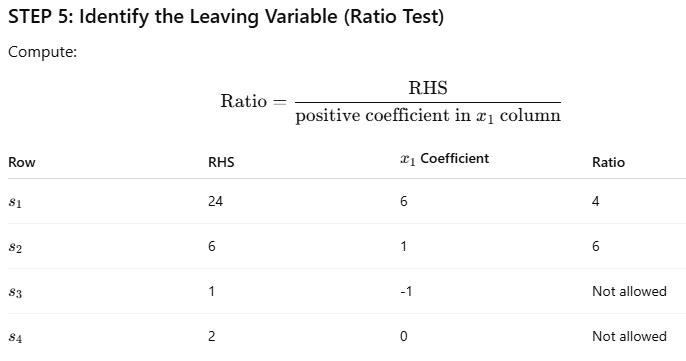 STEP 5: Identify the Leaving Variable (Ratio Test)
Compute:
Ratio = RHS / positive coefficient in x₁ column
Row RHS x₁ Coefficient Ratio
s₁ 24 6 4
s₂ 6 1 6
s₃ 1 -1 Not allowed
s₄ 2 0 Not allowed